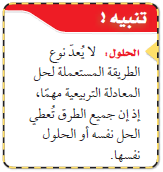 تنبيه !
الحلول: لا يُعدّ نوع
الطريقة المستعملة لحل
المعادلة التربيعية مهمًا،
إذ إن جميع الطرق تُعطي
الحل نفسه أو الحلول
نفسها.